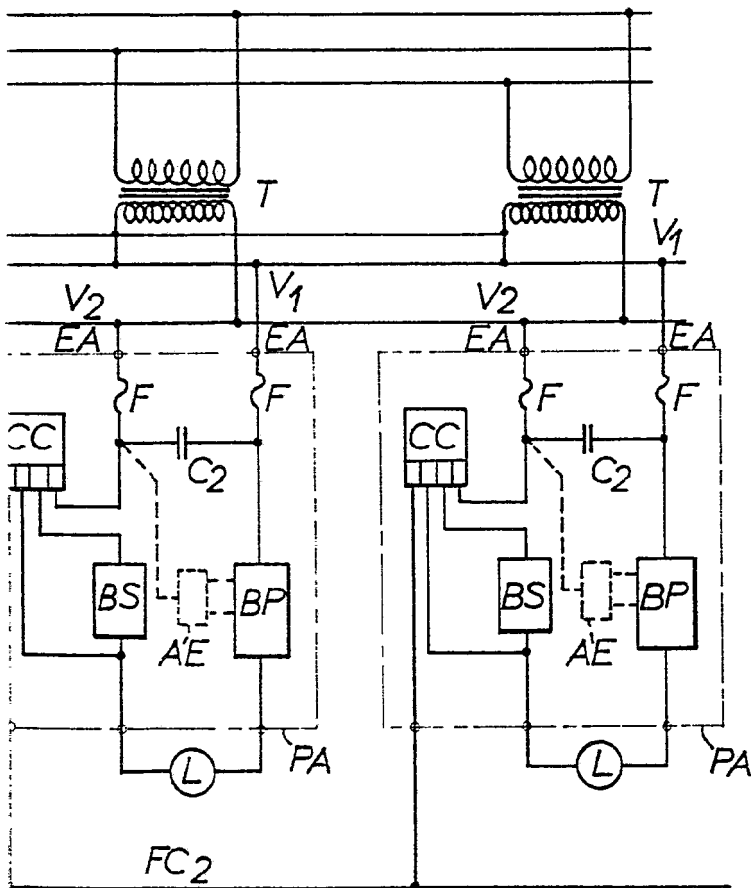 T T
V1
V2 V1 V2
EA EA EA EA
F F F F
CC CC
C2 C2
BS BP BS BP
A'E AE
PA PA
L L
FC2